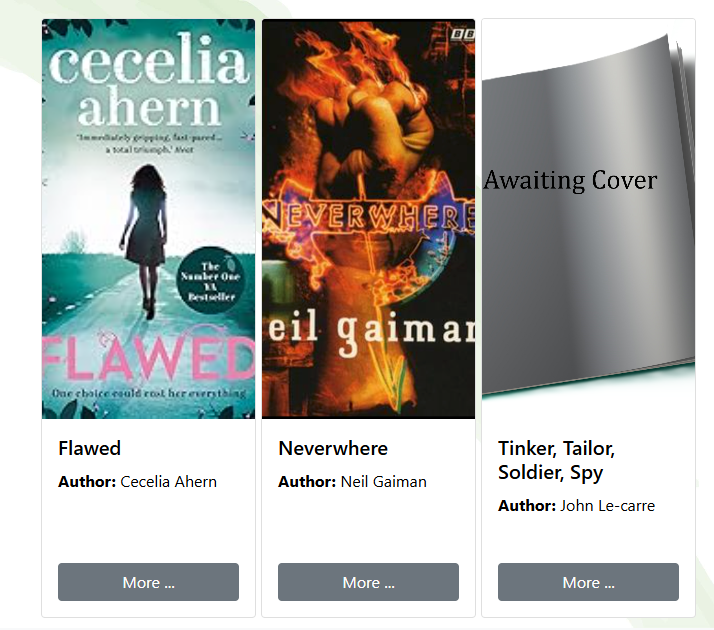 cecelia
ahern
'Immediately gripping, fast-paced...
a total triumph.' Heat
The
Number One
YA
Bestseller
FLAWED
One choice could cost her everything
BB
NEVERWHERE
eil gaiman
Awaiting Cover
Flawed
Author: Cecelia Ahern
More ...
Neverwhere
Author: Neil Gaiman
More ...
Tinker, Tailor,
Soldier, Spy
Author: John Le-carre
More ...